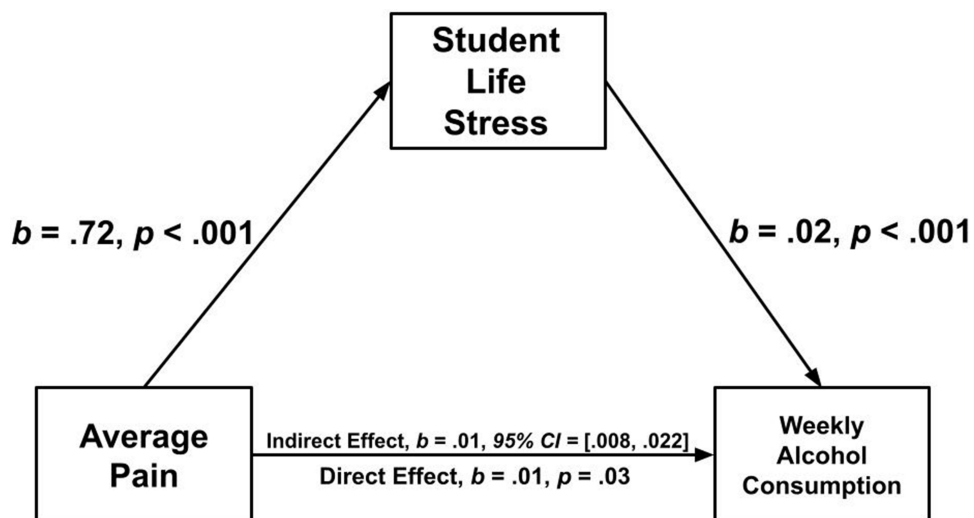 Student
Life
Stress
b = .72, p < .001
b = .02, p < .001
Average
Pain
Indirect Effect, b = .01, 95% CI = [.008, .022]
Direct Effect, b = .01, p = .03
Weekly
Alcohol
Consumption